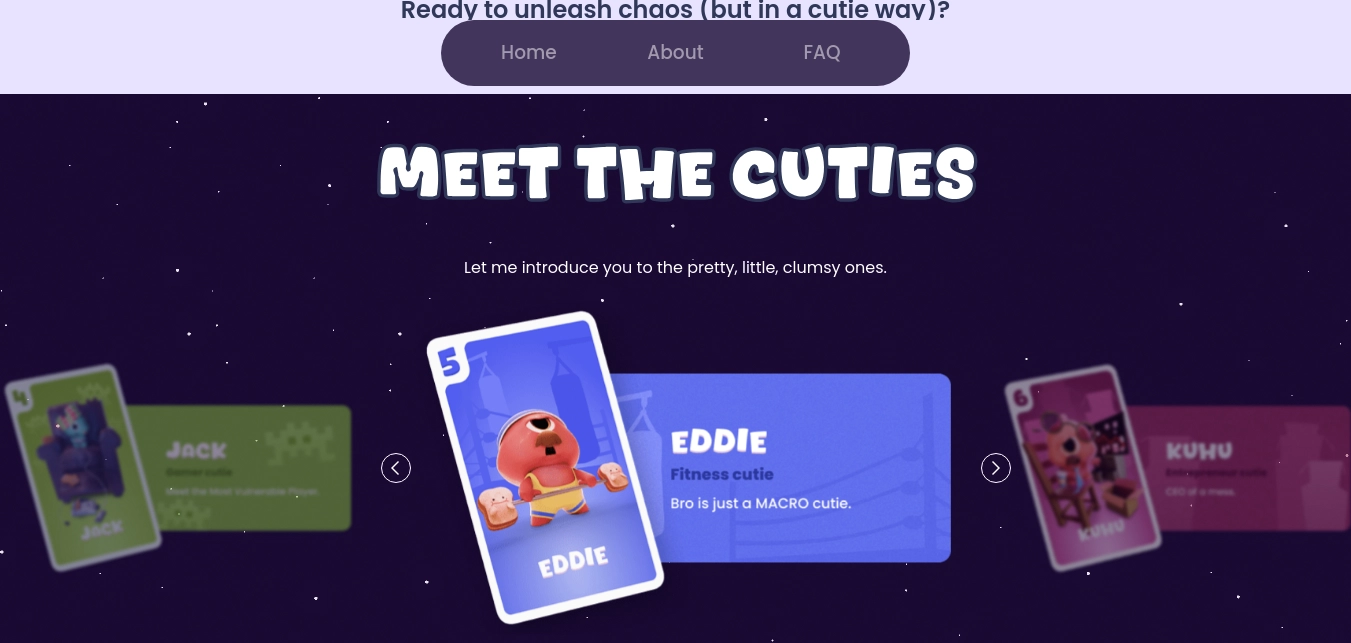 Ready to unleash chaos (but in a cutie way)?
Home
About
FAQ
MEET THE CUTIES
Let me introduce you to the pretty, little, clumsy ones.
4
JACK
JACK
Gamer cutie
Meet the Most Vulnerable Player.
5
EDDIE
EDDIE
Fitness cutie
Bro is just a MACRO cutie.
6
KUHU
KUHU
Entrepreneur cutie
CEO of a mess.